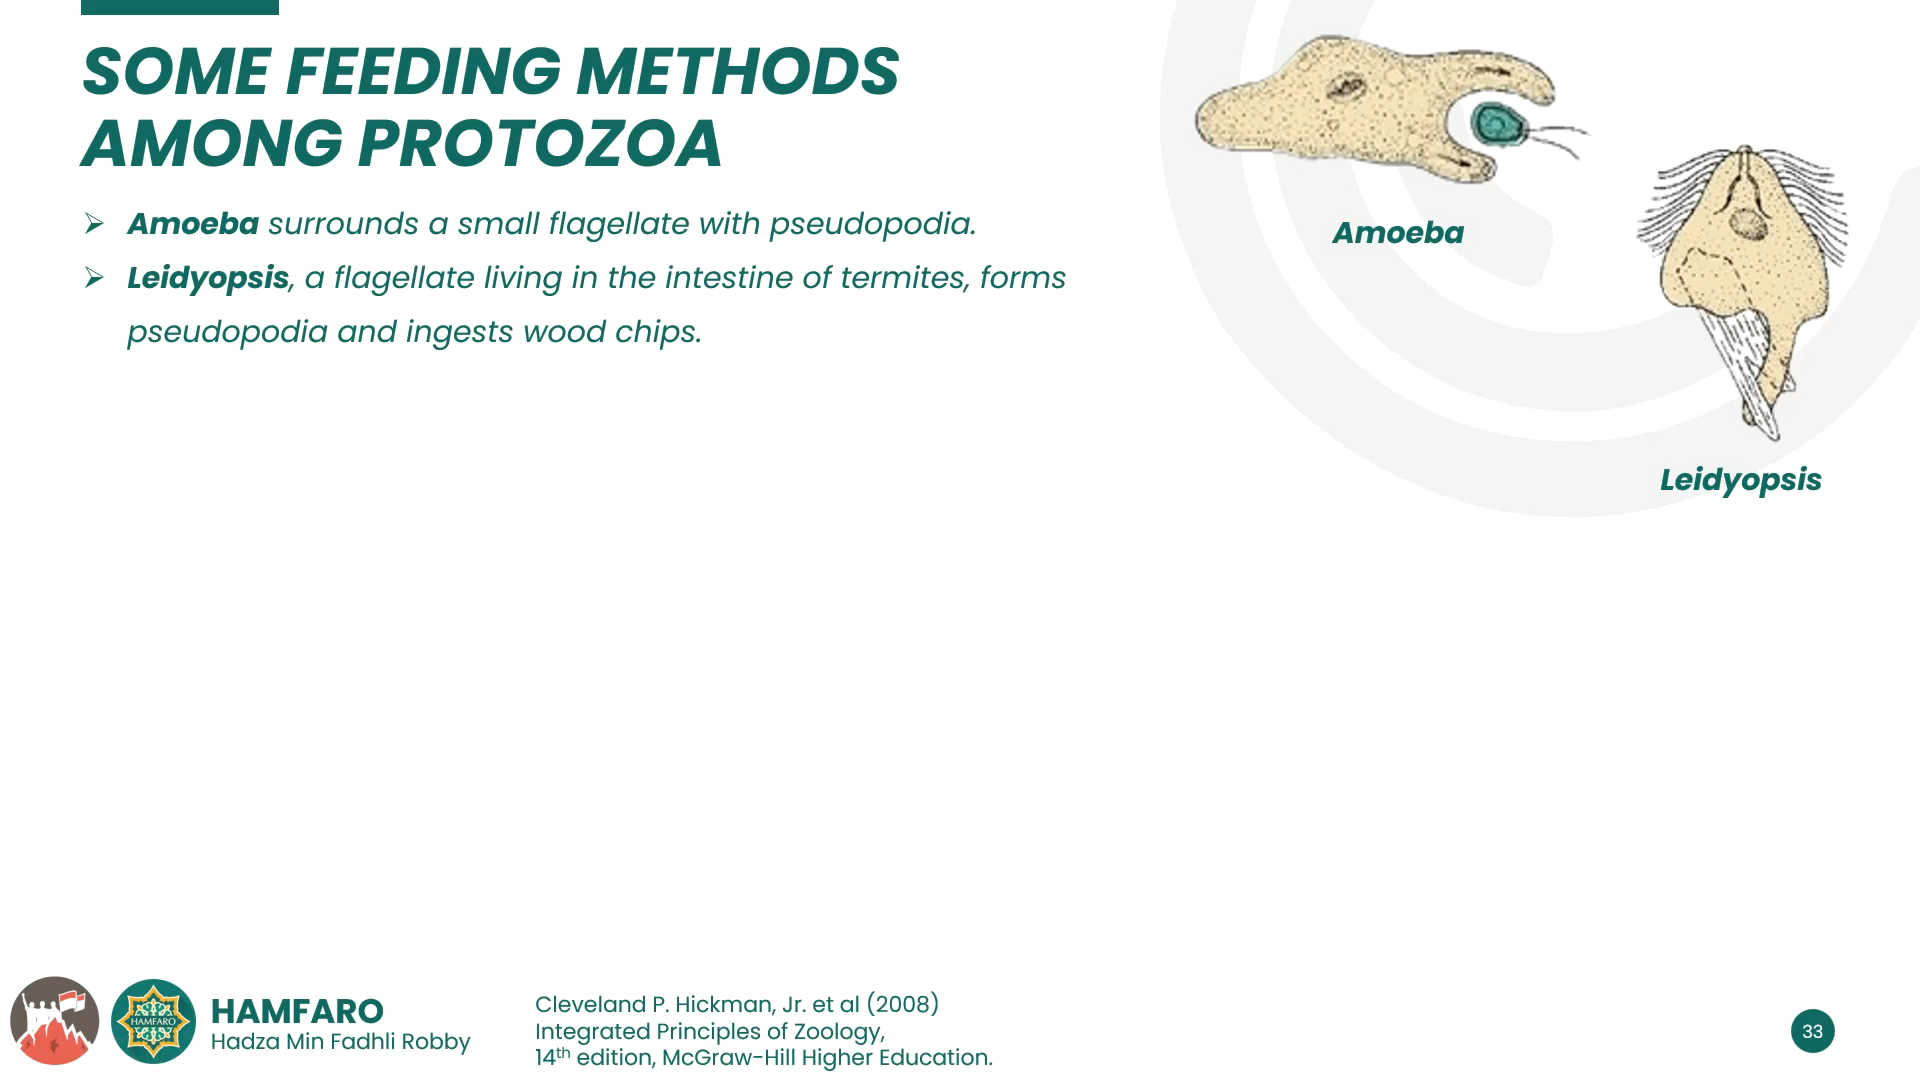 SOME FEEDING METHODS
AMONG PROTOZOA
➢ Amoeba surrounds a small flagellate with pseudopodia.
➢ Leidyopsis, a flagellate living in the intestine of termites, forms
pseudopodia and ingests wood chips.
Amoeba
Leidyopsis
HAMFARO
HAMFARO
Hadza Min Fadhli Robby
Cleveland P. Hickman, Jr. et al (2008)
Integrated Principles of Zoology,
14th edition, McGraw-Hill Higher Education.
33